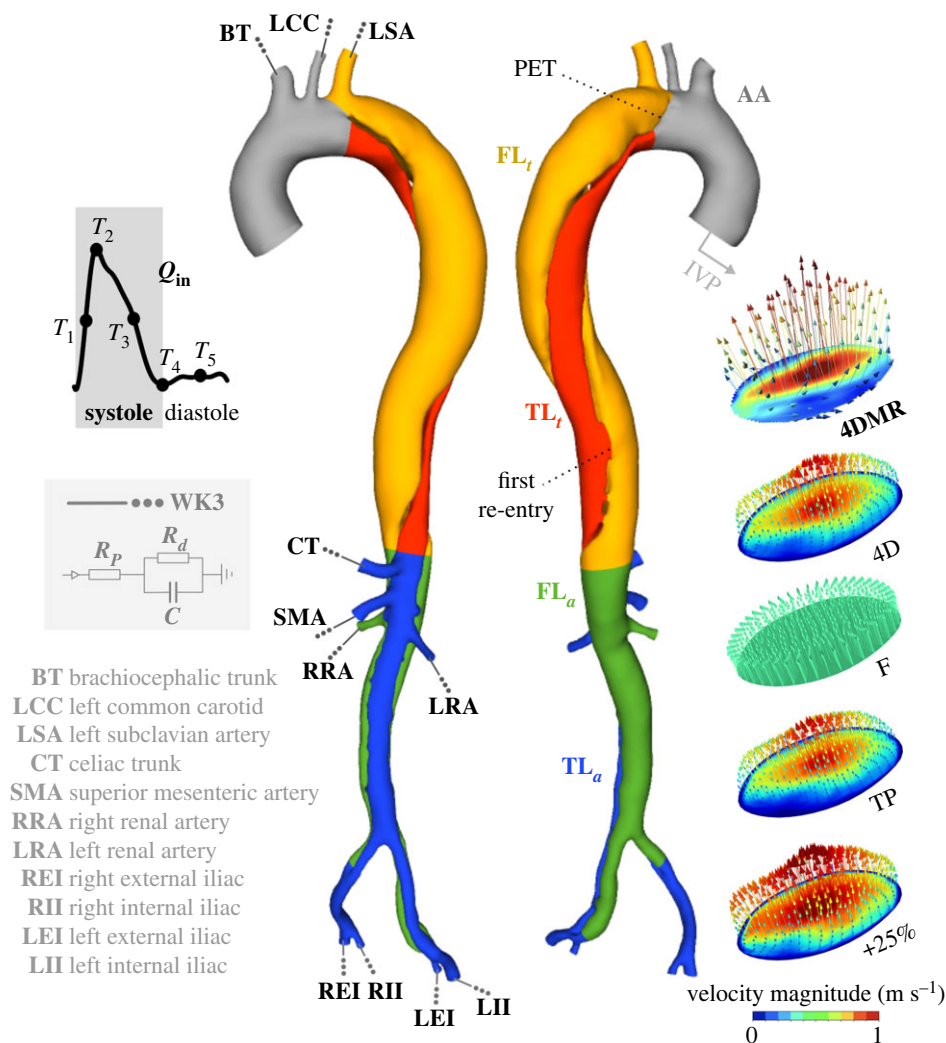 BT
LCC
LSA
PET
AA
FLt
IVP
T2
Qin
T1
T3
T4
T5
systole diastole
TLt
first
re-entry
4DMR
WK3
RP
Rd
C
4D
CT
SMA
RRA
LRA
FLa
F
BT brachiocephalic trunk
LCC left common carotid
LSA left subclavian artery
CT celiac trunk
SMA superior mesenteric artery
RRA right renal artery
LRA left renal artery
REI right external iliac
RII right internal iliac
LEI left external iliac
LII left internal iliac
TLa
TP
+25%
REI RII
LEI
LII
velocity magnitude (m s⁻¹)
0 1